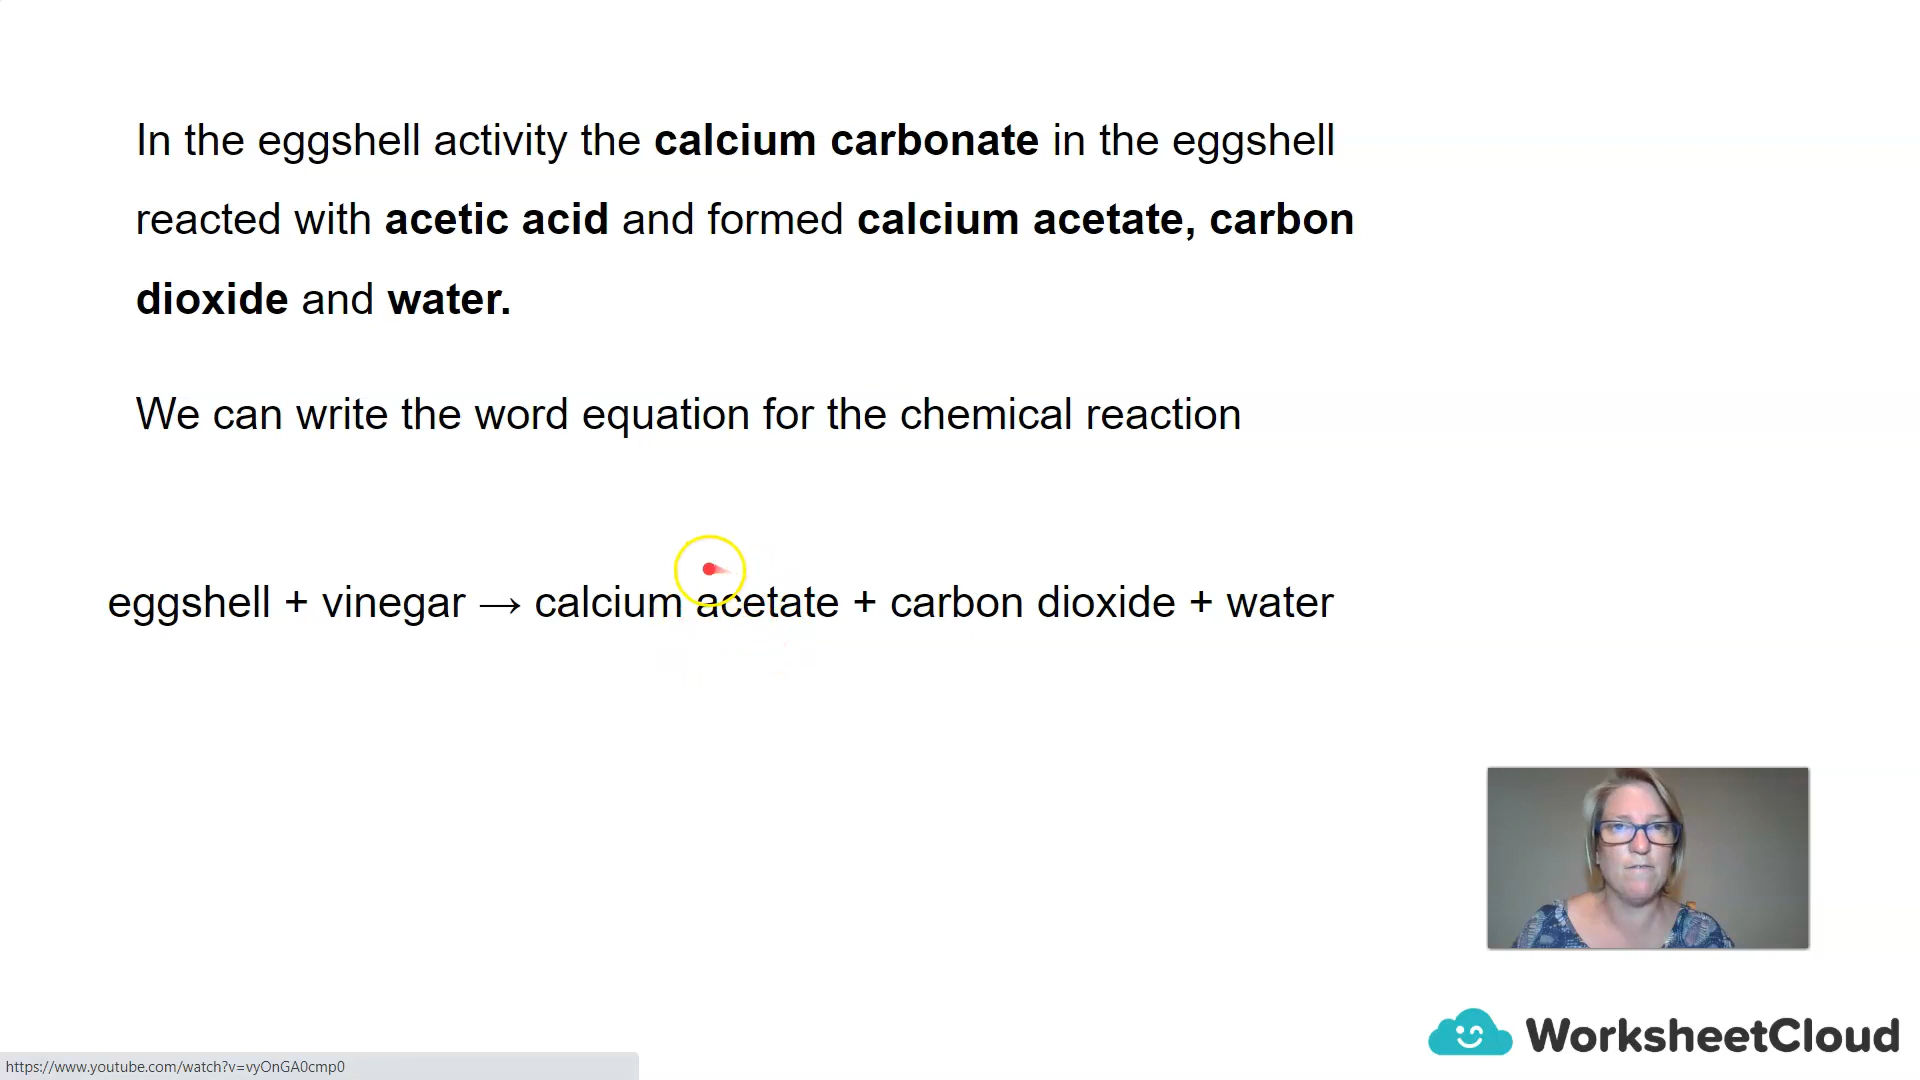 In the eggshell activity the calcium carbonate in the eggshell
reacted with acetic acid and formed calcium acetate, carbon
dioxide and water.
We can write the word equation for the chemical reaction
eggshell + vinegar → calcium acetate + carbon dioxide + water
WorksheetCloud
https://www.youtube.com/watch?v=vyOnGA0cmp0